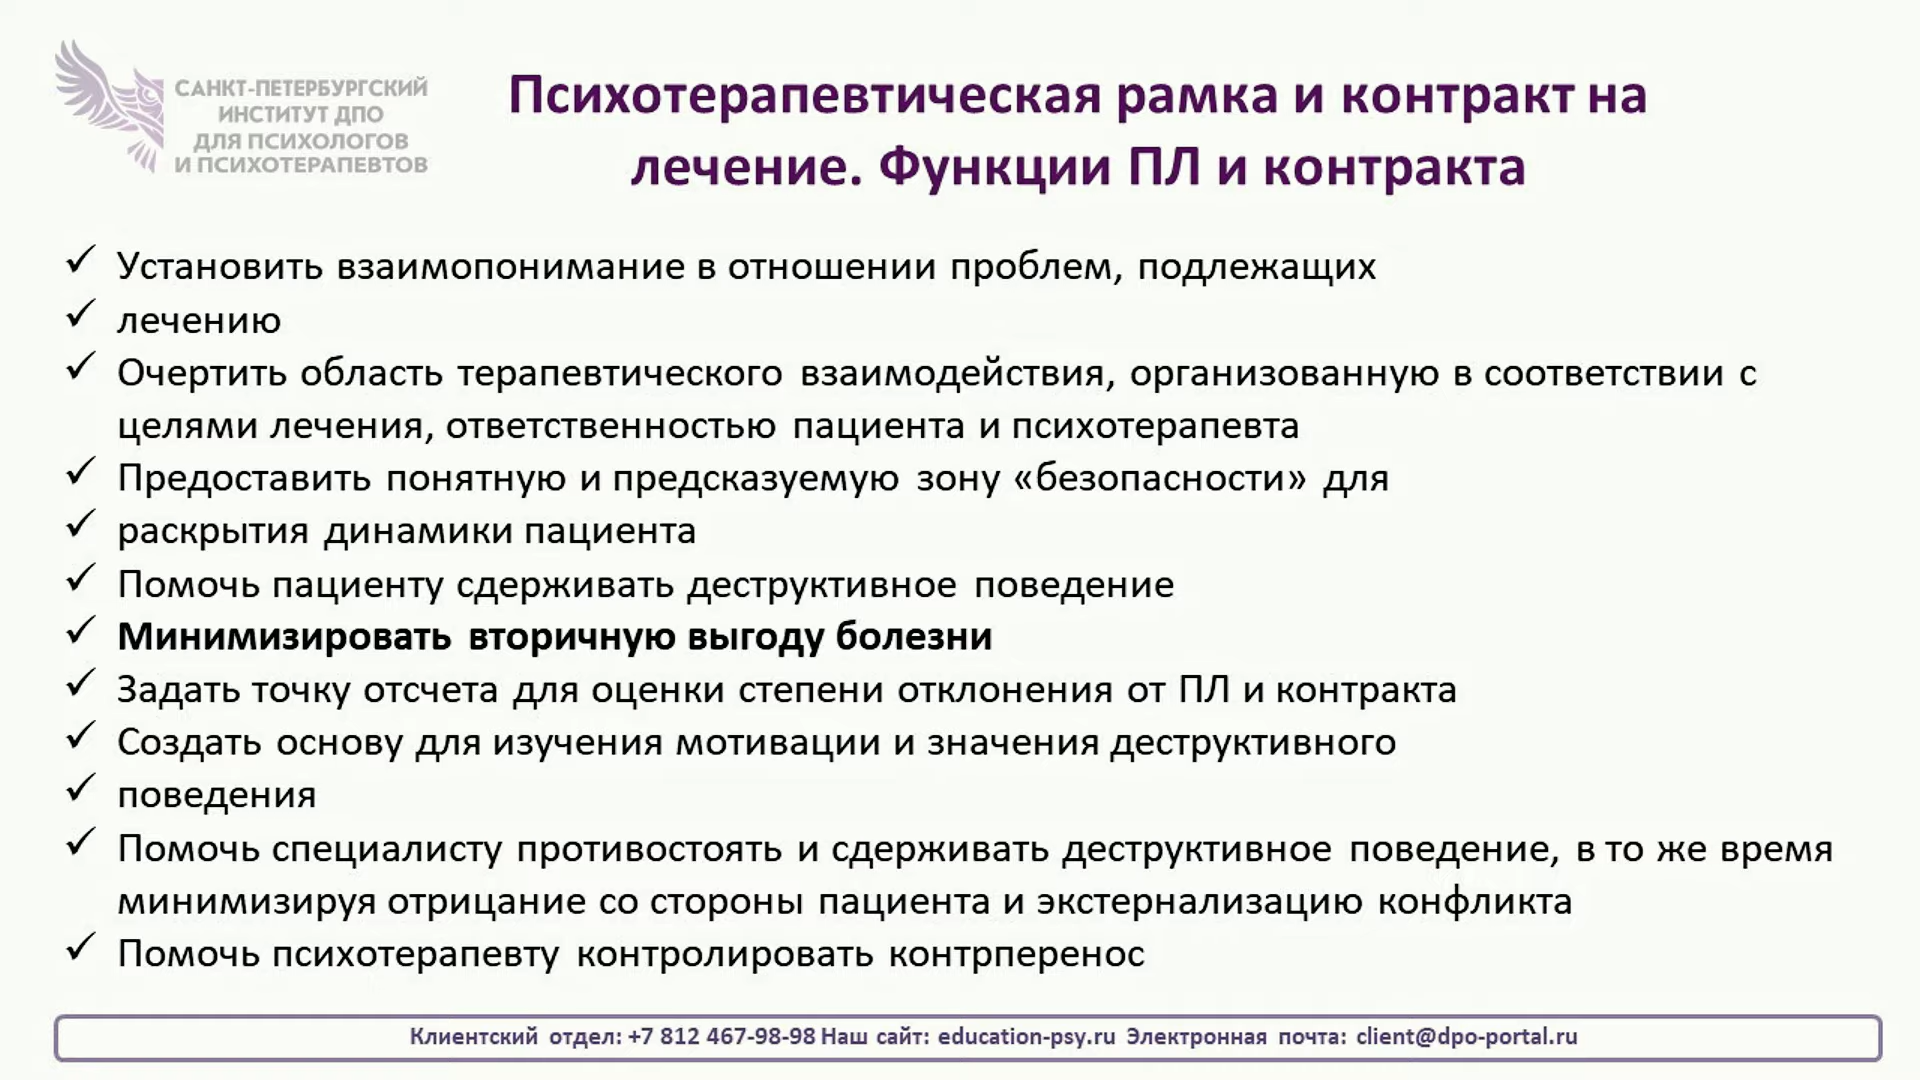 САНКТ-ПЕТЕРБУРГСКИЙ
ИНСТИТУТ ДПО
ДЛЯ ПСИХОЛОГОВ
И ПСИХОТЕРАПЕВТОВ
Психотерапевтическая рамка и контракт на
лечение. Функции ПЛ и контракта
✓ Установить взаимопонимание в отношении проблем, подлежащих
✓ лечению
✓ Очертить область терапевтического взаимодействия, организованную в соответствии с
целями лечения, ответственностью пациента и психотерапевта
✓ Предоставить понятную и предсказуемую зону «безопасности» для
✓ раскрытия динамики пациента
✓ Помочь пациенту сдерживать деструктивное поведение
✓ Минимизировать вторичную выгоду болезни
✓ Задать точку отсчета для оценки степени отклонения от ПЛ и контракта
✓ Создать основу для изучения мотивации и значения деструктивного
✓ поведения
✓ Помочь специалисту противостоять и сдерживать деструктивное поведение, в то же время
минимизируя отрицание со стороны пациента и экстернализацию конфликта
✓ Помочь психотерапевту контролировать контрперенос
Клиентский отдел: +7 812 467-98-98 Наш сайт: education-psy.ru Электронная почта: client@dpo-portal.ru